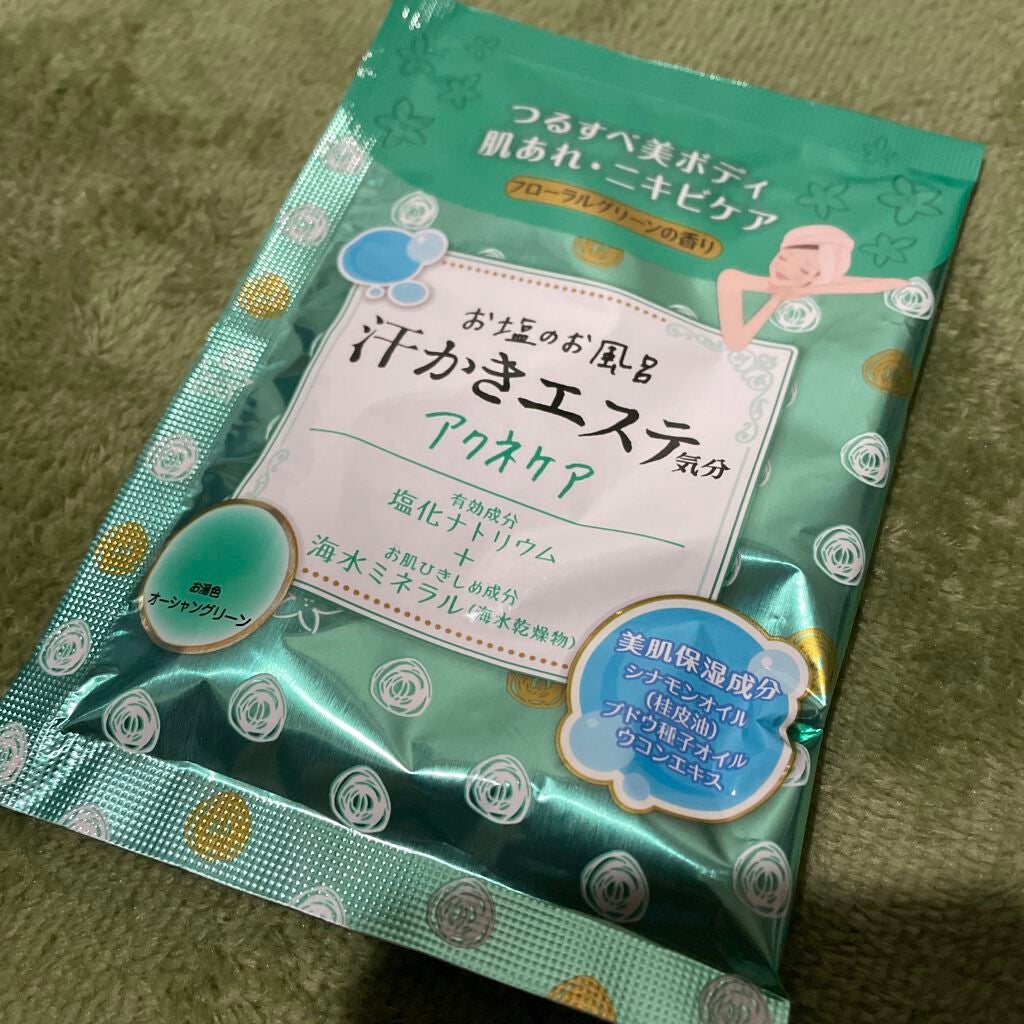 つるすべ美ボディ
肌あれ・ニキビケア
フローラルグリーンの香り
お塩のお風呂
汗かきエステ気分
アクネケア
有効成分
塩化ナトリウム
+
お肌ひきしめ成分
海水ミネラル(海水乾燥物)
お湯色
オーシャングリーン
美肌保湿成分
シナモンオイル
(桂皮油)
ブドウ種子オイル
ウコンエキス